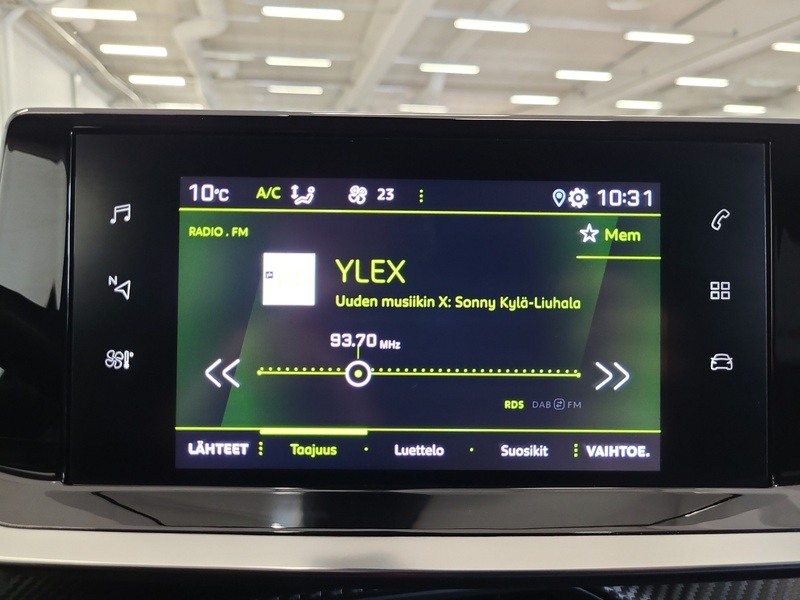 10°C A/C 23 10:31
RADIO . FM
Mem
YLEX
Uuden musiikin X: Sonny Kylä-Liuhala
93.70 MHz
RDS DAB FM
LÄHTEET Taajuus Luettelo Suosikit VAIHTOE.
N